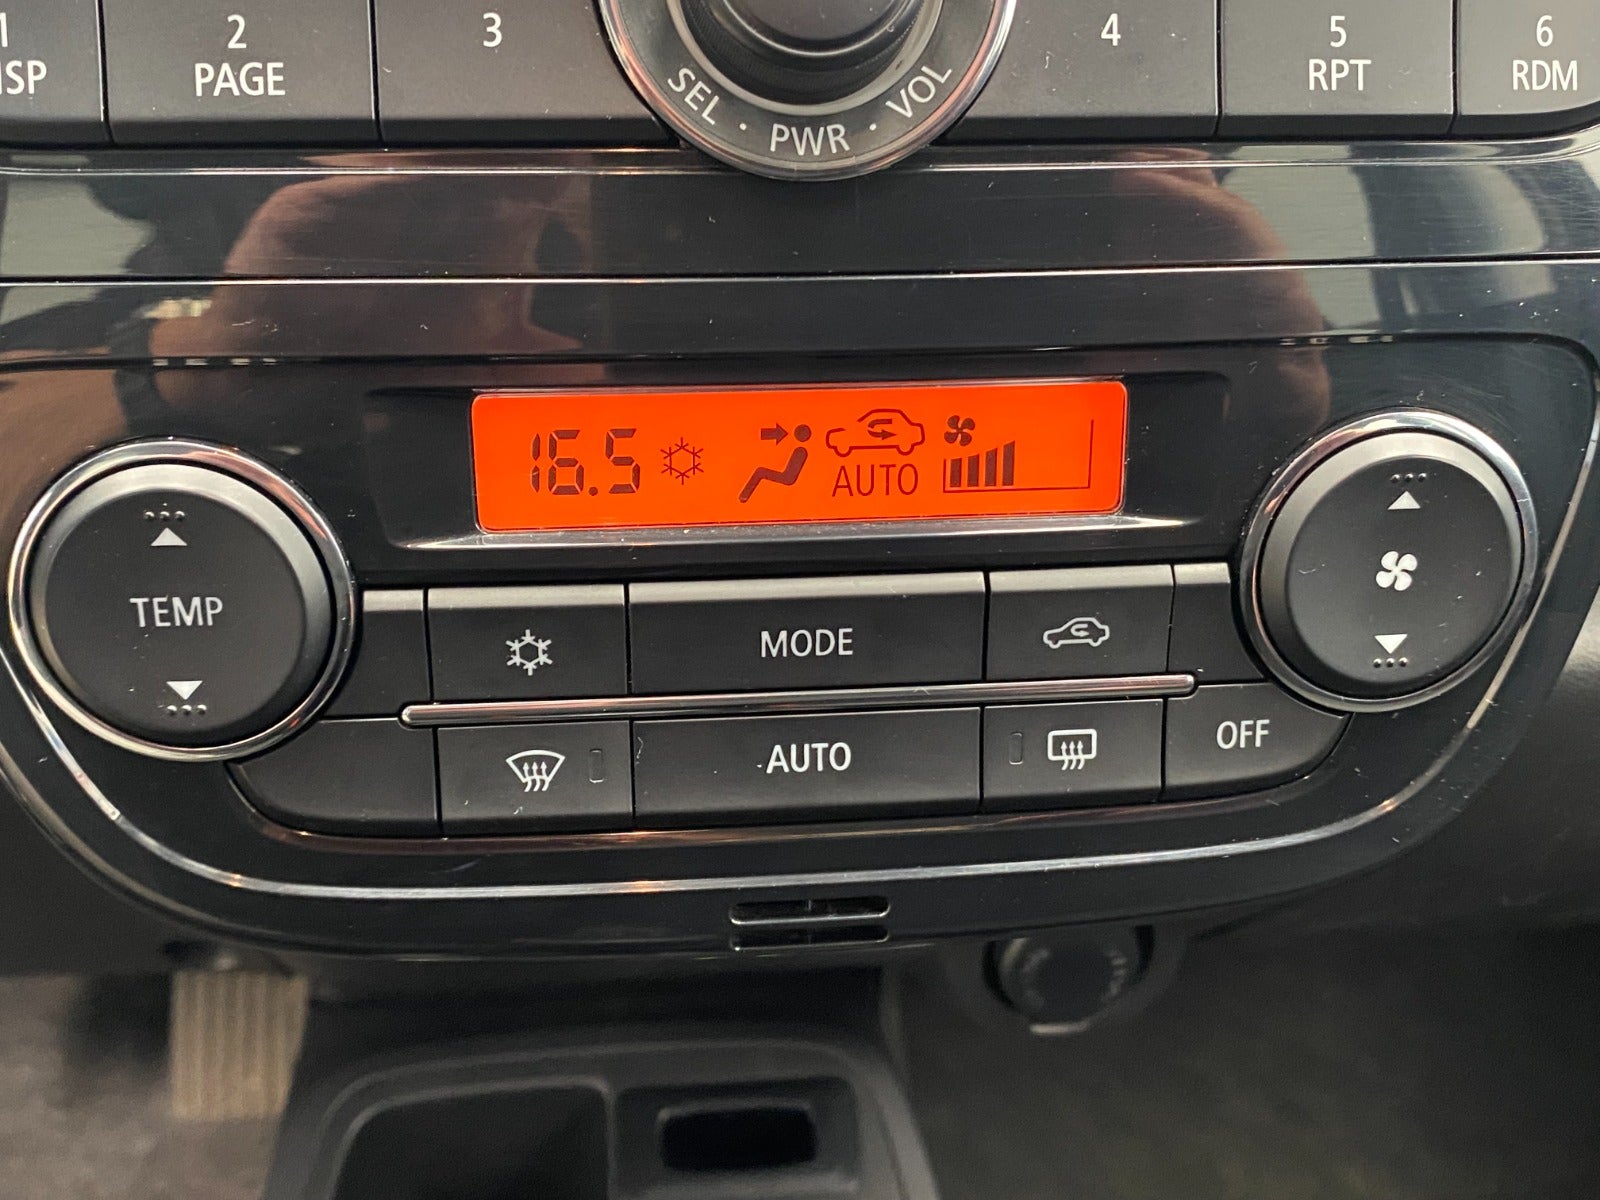 1
2
3
4
5
6
ISP
PAGE
RPT
RDM
SEL · PWR · VOL
16.5
AUTO
TEMP
MODE
AUTO
OFF